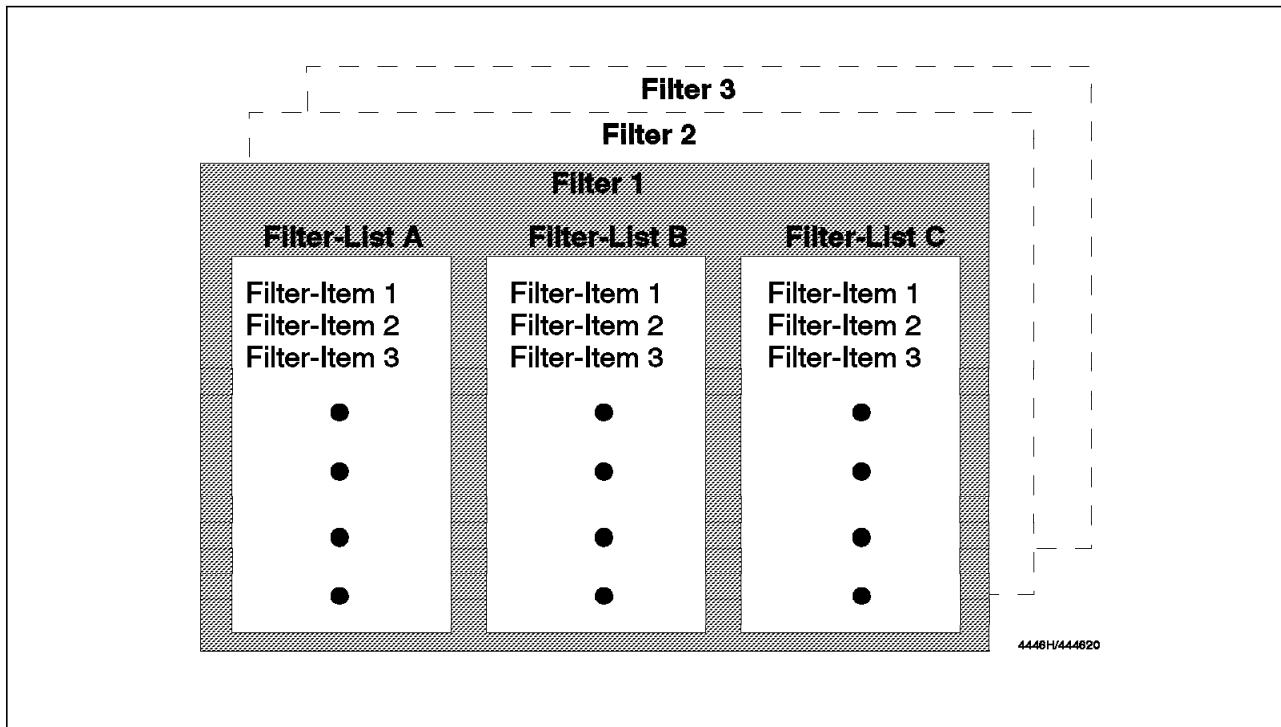 Filter 3
Filter 2
Filter 1
Filter-List A
Filter-Item 1
Filter-Item 2
Filter-Item 3
Filter-List B
Filter-Item 1
Filter-Item 2
Filter-Item 3
Filter-List C
Filter-Item 1
Filter-Item 2
Filter-Item 3
4446H/444620